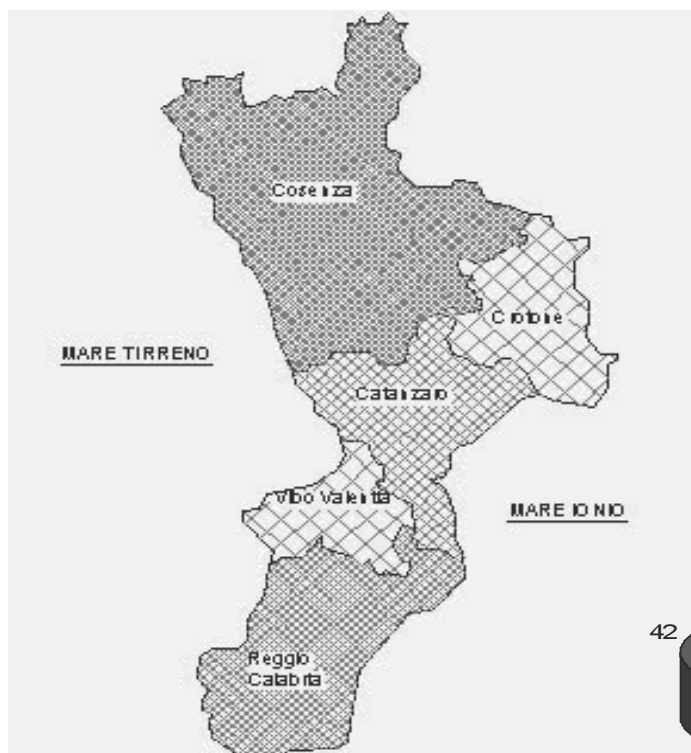 Cosenza
Crotone
MARE TIRRENO
Catanzaro
Vibo Valentia
MARE IONIO
42
Reggio
Calabria